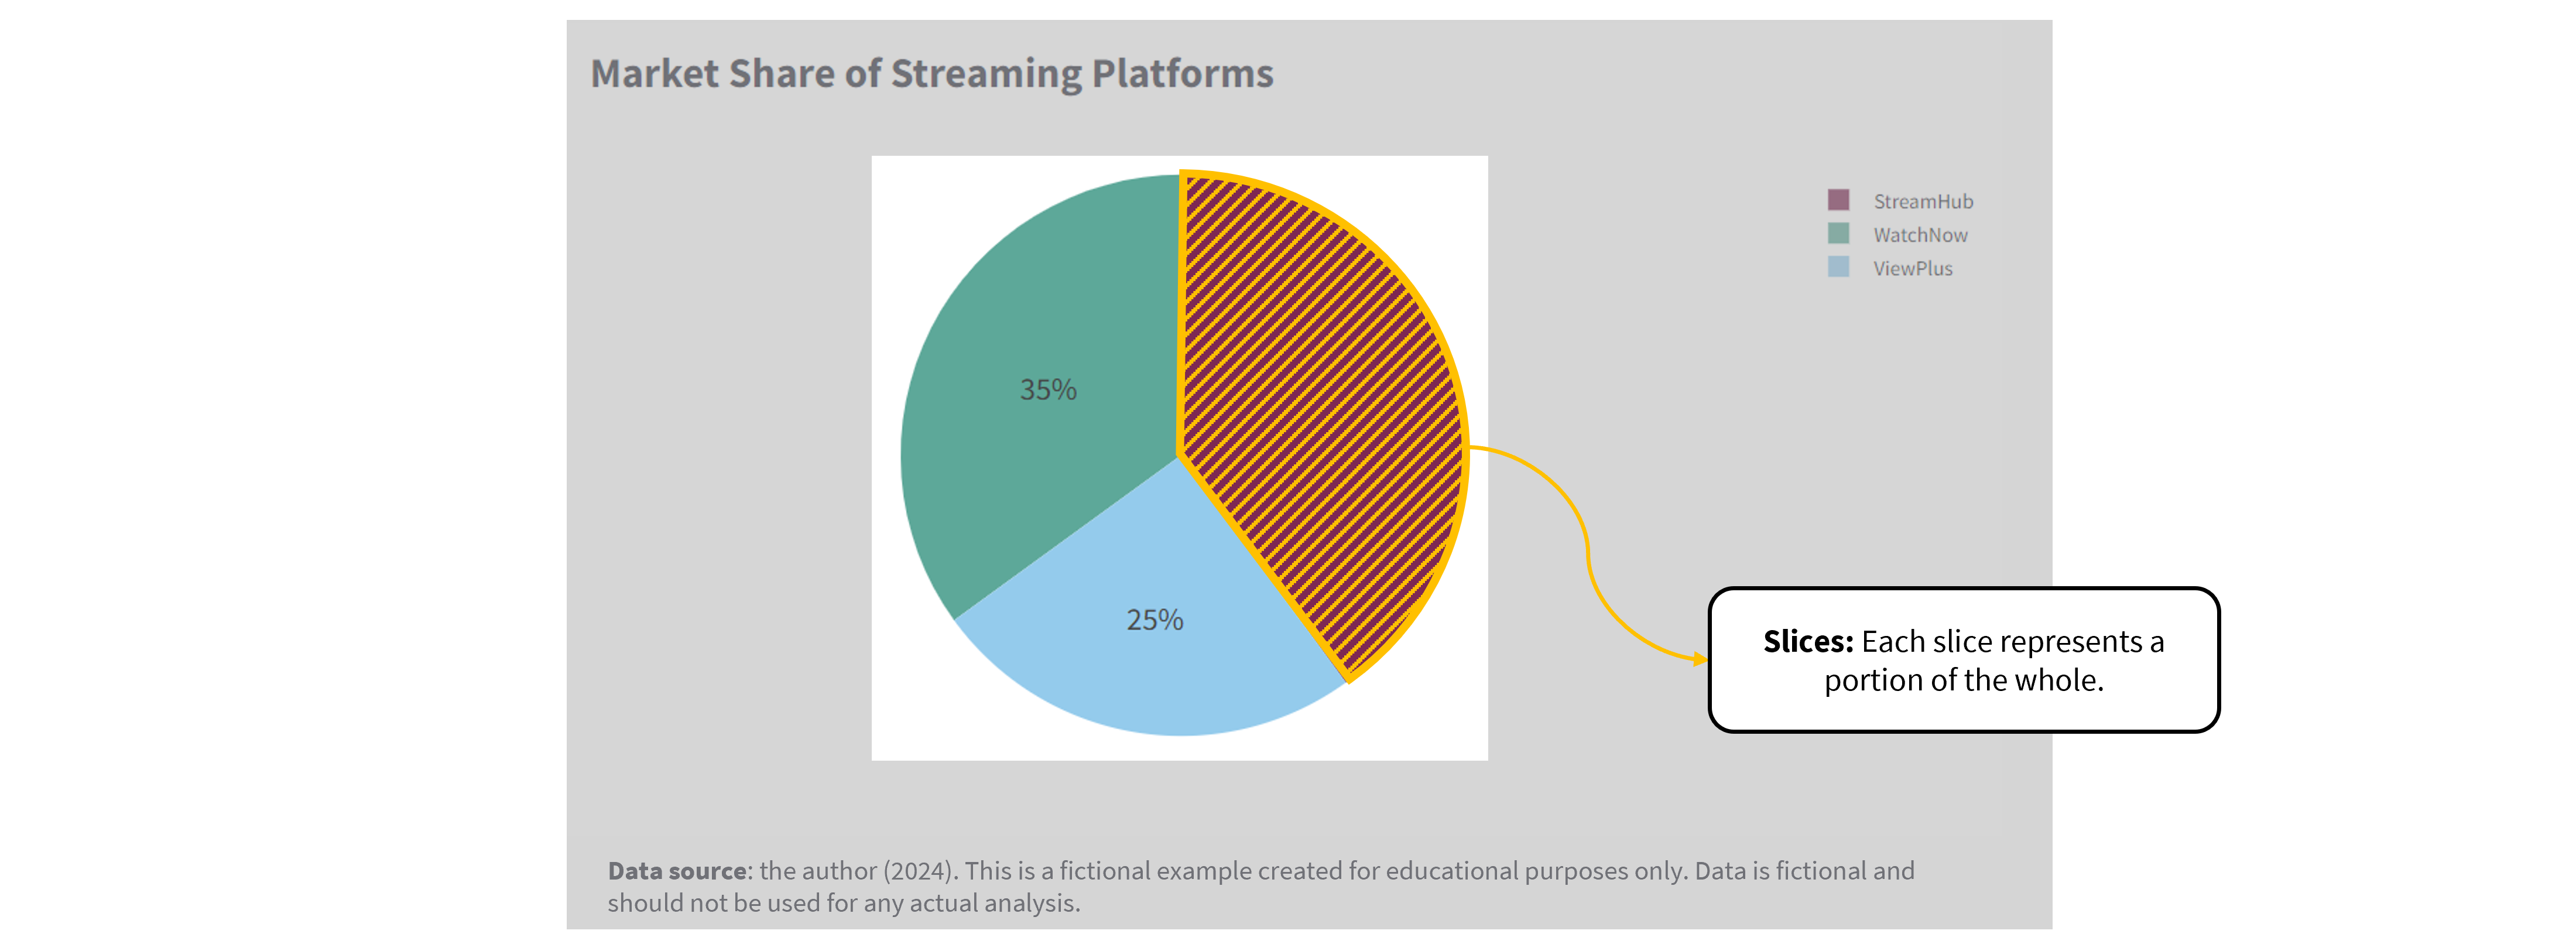 Market Share of Streaming Platforms
StreamHub
WatchNow
ViewPlus
35%
25%
Slices: Each slice represents a
portion of the whole.
Data source: the author (2024). This is a fictional example created for educational purposes only. Data is fictional and
should not be used for any actual analysis.